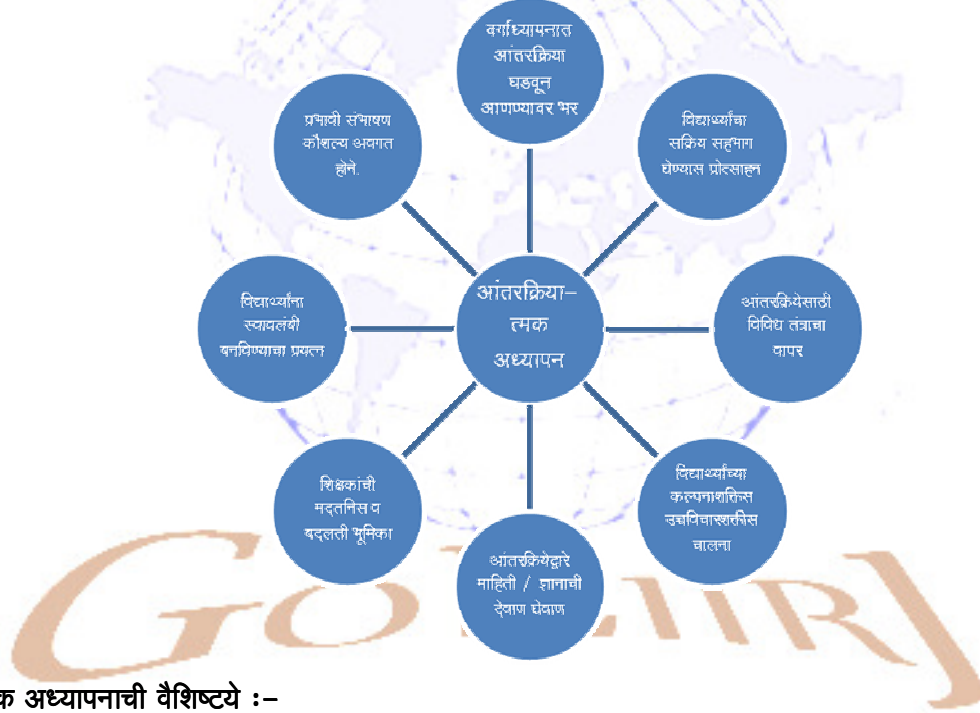 वर्गाध्यापनात
आंतरक्रिया
घडवून
आणण्यावर भर
विद्यार्थ्यांचा
सक्रिय सहभाग
घेण्यास प्रोत्साहन
आंतरक्रियेसाठी
विविध तंत्राचा
वापर
विद्यार्थ्यांच्या
कल्पनाशक्तिस
उच्चविचारशक्तीस
चालना
आंतरक्रियेद्वारे
माहिती / ज्ञानाची
देवाण घेवाण
शिक्षकांची
मदतनिस व
बदलती भूमिका
विद्यार्थ्यांना
स्वावलंबी
बनविण्याचा प्रयत्न
प्रभावी संभाषण
कौशल्य अवगत
होने.
आंतरक्रिया–
त्मक
अध्यापन
क अध्यापनाची वैशिष्टये :–